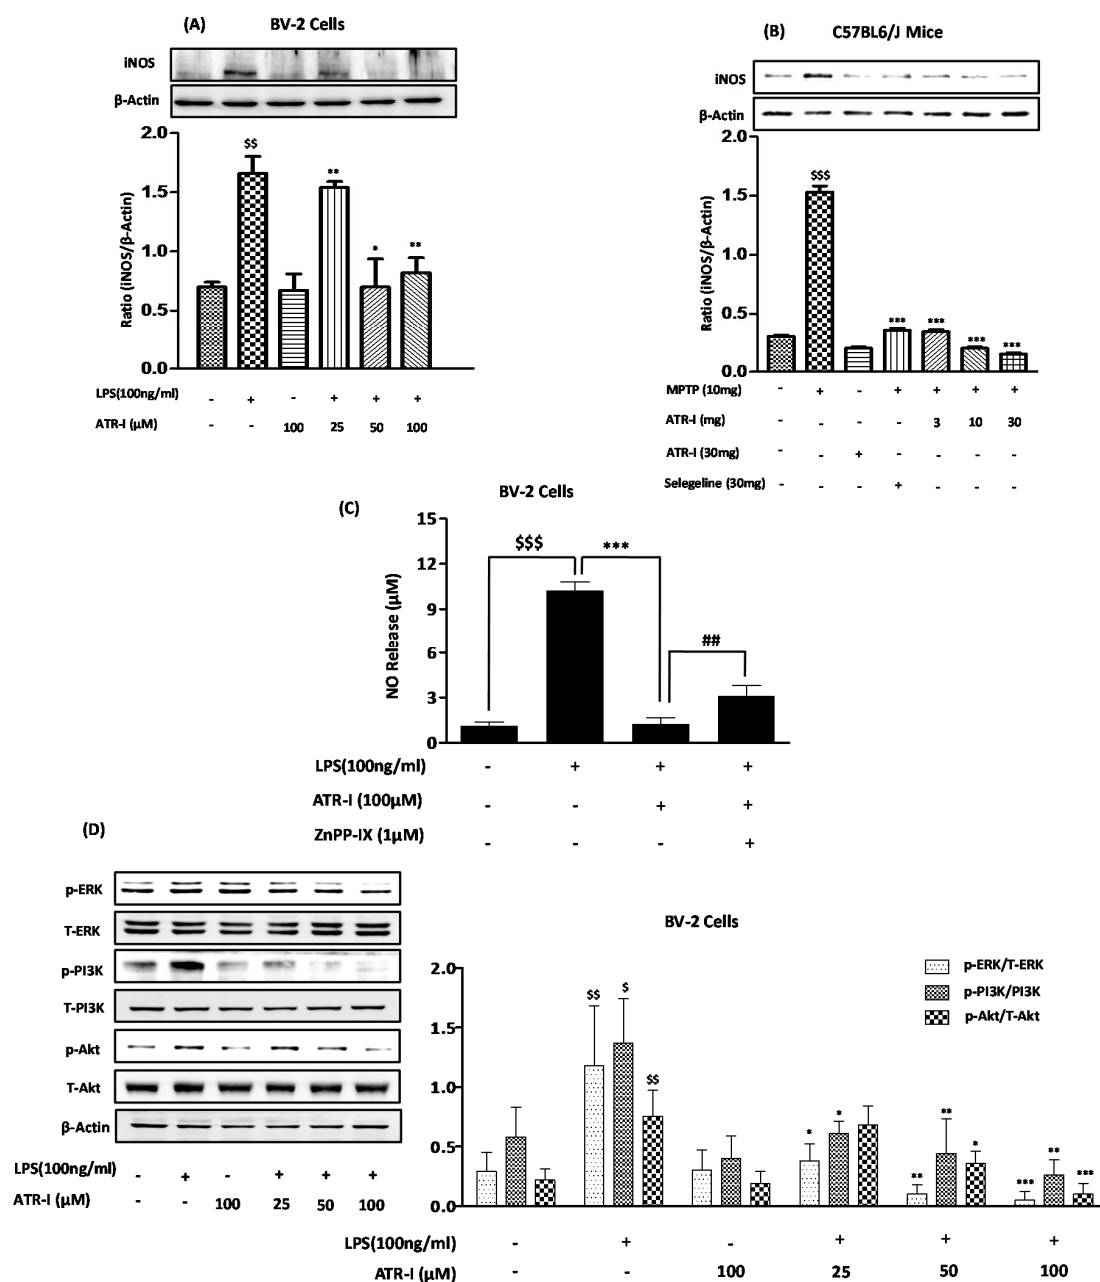 (A)
BV-2 Cells
iNOS
β-Actin
Ratio (iNOS/β-Actin)
2.0
$$
1.5
**
1.0
*
**
0.5
0.0
LPS(100ng/ml) - + - + + +
ATR-I (µM) - - 100 25 50 100
(B)
C57BL6/J Mice
iNOS
β-Actin
Ratio (iNOS/β-Actin)
2.0
$$$
1.5
1.0
0.5
*** *** *** ***
0.0
MPTP (10mg) - + - + + + +
ATR-I (mg) - - - - 3 10 30
ATR-I (30mg) - - + - - - -
Selegeline (30mg) - - - + - - -
(C)
BV-2 Cells
NO Release (µM)
15
$$$ ***
12
9
6
##
3
0
LPS(100ng/ml) - + + +
ATR-I (100µM) - - + +
ZnPP-IX (1µM) - - - +
(D)
p-ERK
T-ERK
p-PI3K
T-PI3K
p-Akt
T-Akt
β-Actin
LPS(100ng/ml) - + - + + +
ATR-I (µM) - - 100 25 50 100
BV-2 Cells
p-ERK/T-ERK
p-PI3K/PI3K
p-Akt/T-Akt
2.0
$$ $ $$
1.5
1.0
* *
** ** *
*** ** ***
0.5
0.0
LPS(100ng/ml) - + - + + +
ATR-I (µM) - - 100 25 50 100